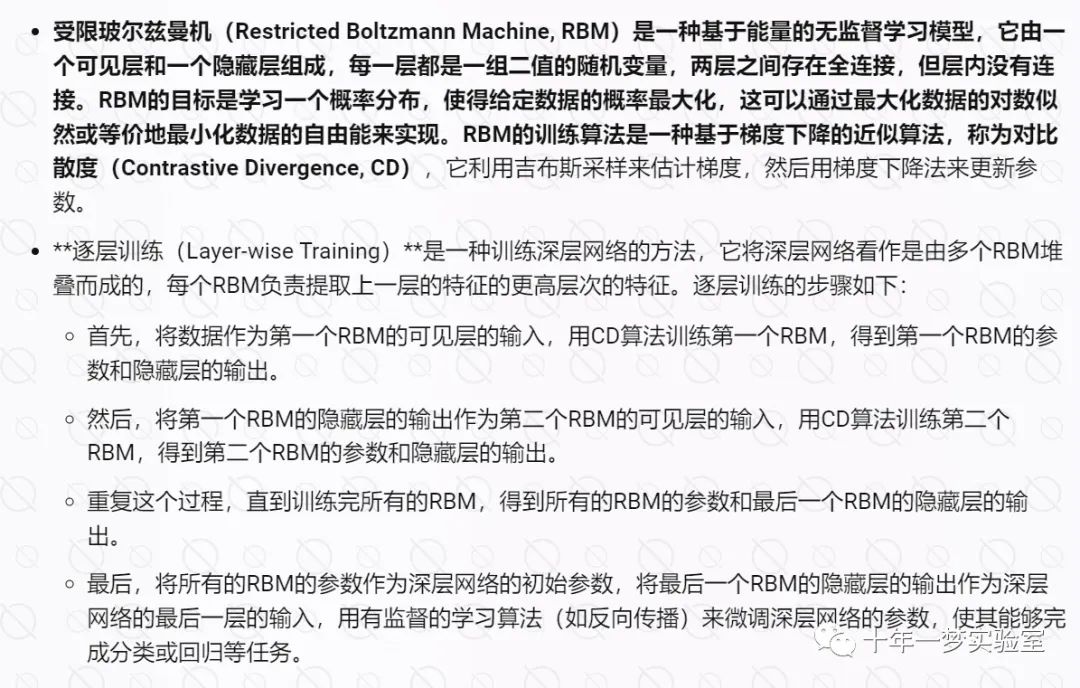 受限玻尔兹曼机（Restricted Boltzmann Machine, RBM）是一种基于能量的无监督学习模型，它由一
个可见层和一个隐藏层组成，每一层都是一组二值的随机变量，两层之间存在全连接，但层内没有连
接。RBM的目标是学习一个概率分布，使得给定数据的概率最大化，这可以通过最大化数据的对数似
然或等价地最小化数据的自由能来实现。RBM的训练算法是一种基于梯度下降的近似算法，称为对比
散度（Contrastive Divergence, CD），它利用吉布斯采样来估计梯度，然后用梯度下降法来更新参
数。
**逐层训练（Layer-wise Training）**是一种训练深层网络的方法，它将深层网络看作是由多个RBM堆
叠而成的，每个RBM负责提取上一层的特征的更高层次的特征。逐层训练的步骤如下：
首先，将数据作为第一个RBM的可见层的输入，用CD算法训练第一个RBM，得到第一个RBM的参
数和隐藏层的输出。
然后，将第一个RBM的隐藏层的输出作为第二个RBM的可见层的输入，用CD算法训练第二个
RBM，得到第二个RBM的参数和隐藏层的输出。
重复这个过程，直到训练完所有的RBM，得到所有的RBM的参数和最后一个RBM的隐藏层的输
出。
最后，将所有的RBM的参数作为深层网络的初始参数，将最后一个RBM的隐藏层的输出作为深层
网络的最后一层的输入，用有监督的学习算法（如反向传播）来微调深层网络的参数，使其能够完
成分类或回归等任务。
十年一梦实验室